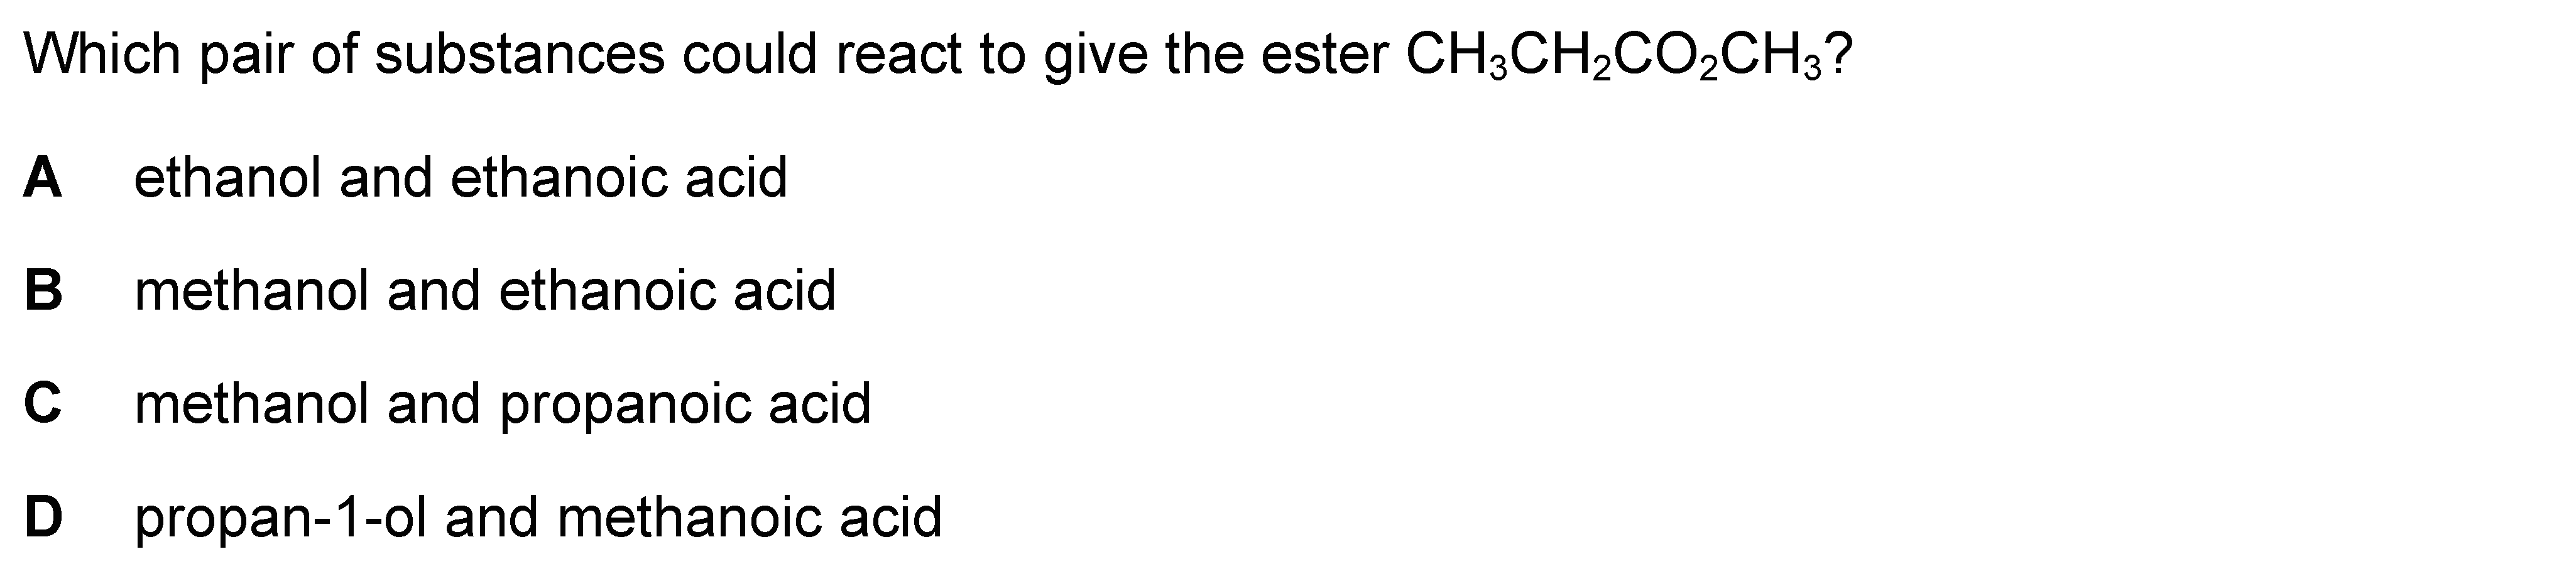 Which pair of substances could react to give the ester CH₃CH₂CO₂CH₃?
A ethanol and ethanoic acid
B methanol and ethanoic acid
C methanol and propanoic acid
D propan-1-ol and methanoic acid